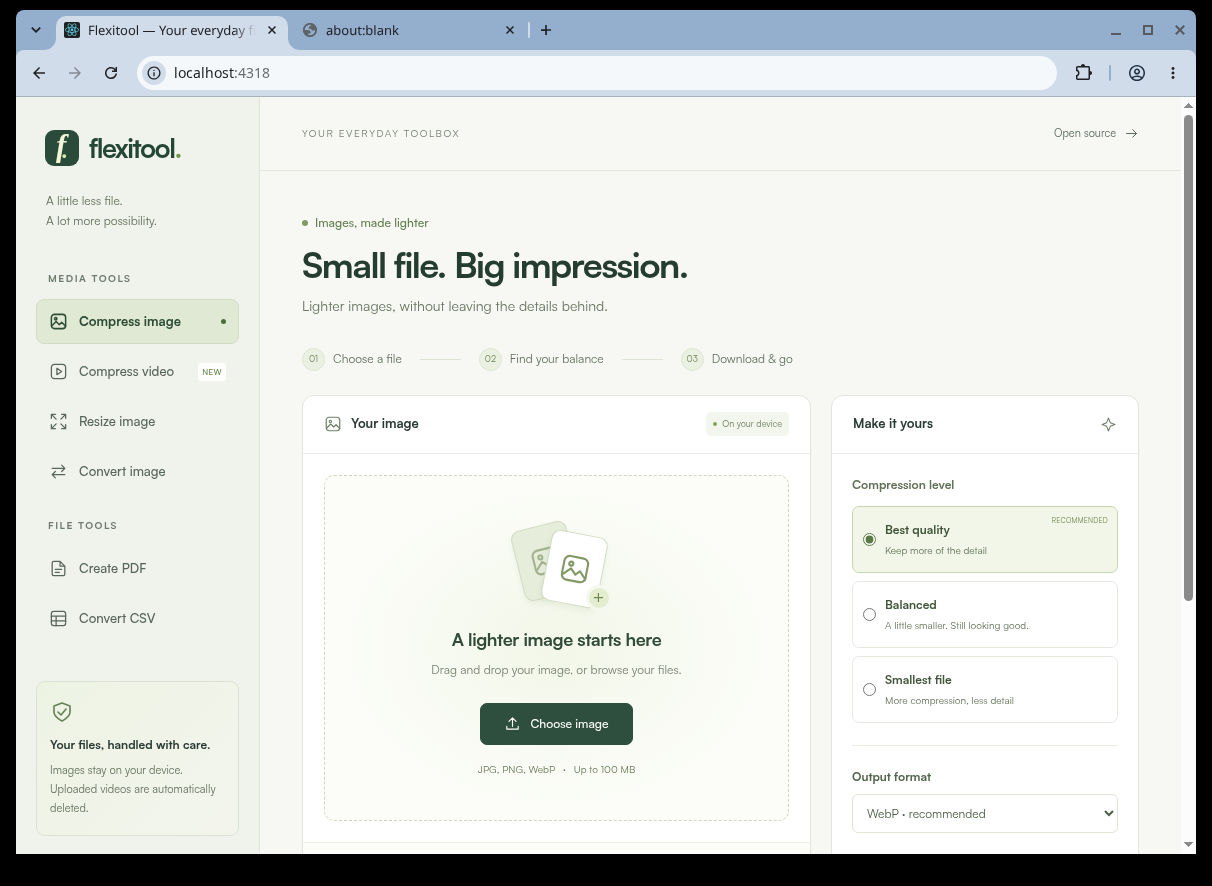 Flexitool — Your everyday fi
about:blank
localhost:4318
f.
flexitool.
A little less file.
A lot more possibility.
MEDIA TOOLS
Compress image
Compress video NEW
Resize image
Convert image
FILE TOOLS
Create PDF
Convert CSV
Your files, handled with care.
Images stay on your device.
Uploaded videos are automatically
deleted.
YOUR EVERYDAY TOOLBOX
Open source
Images, made lighter
Small file. Big impression.
Lighter images, without leaving the details behind.
01 Choose a file
02 Find your balance
03 Download & go
Your image
On your device
A lighter image starts here
Drag and drop your image, or browse your files.
Choose image
JPG, PNG, WebP · Up to 100 MB
Make it yours
Compression level
RECOMMENDED
Best quality
Keep more of the detail
Balanced
A little smaller. Still looking good.
Smallest file
More compression, less detail
Output format
WebP · recommended